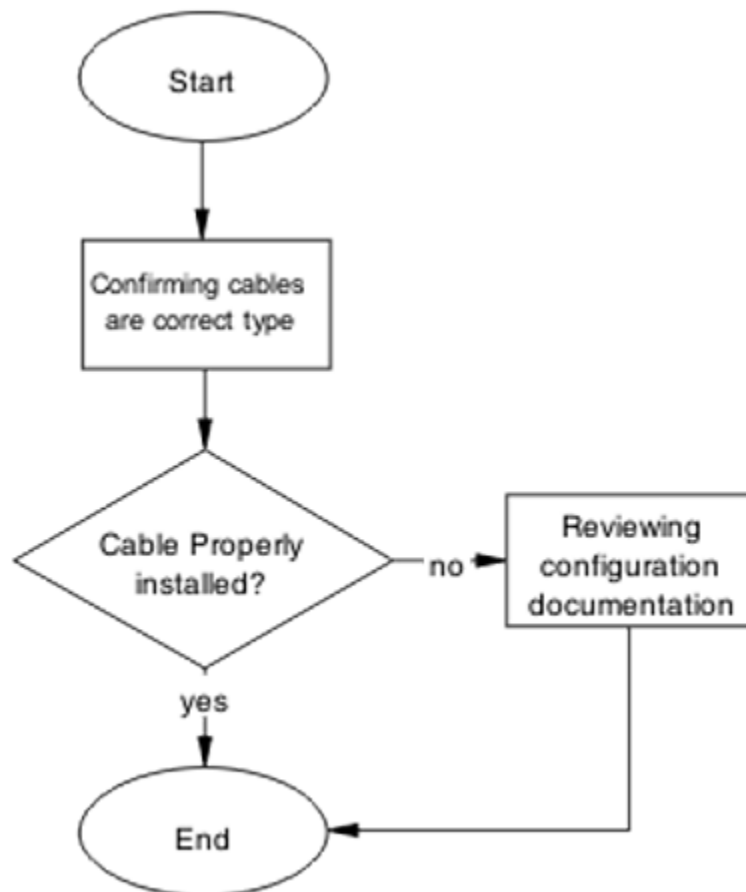 Start
Confirming cables
are correct type
Cable Properly
installed?
no
Reviewing
configuration
documentation
yes
End